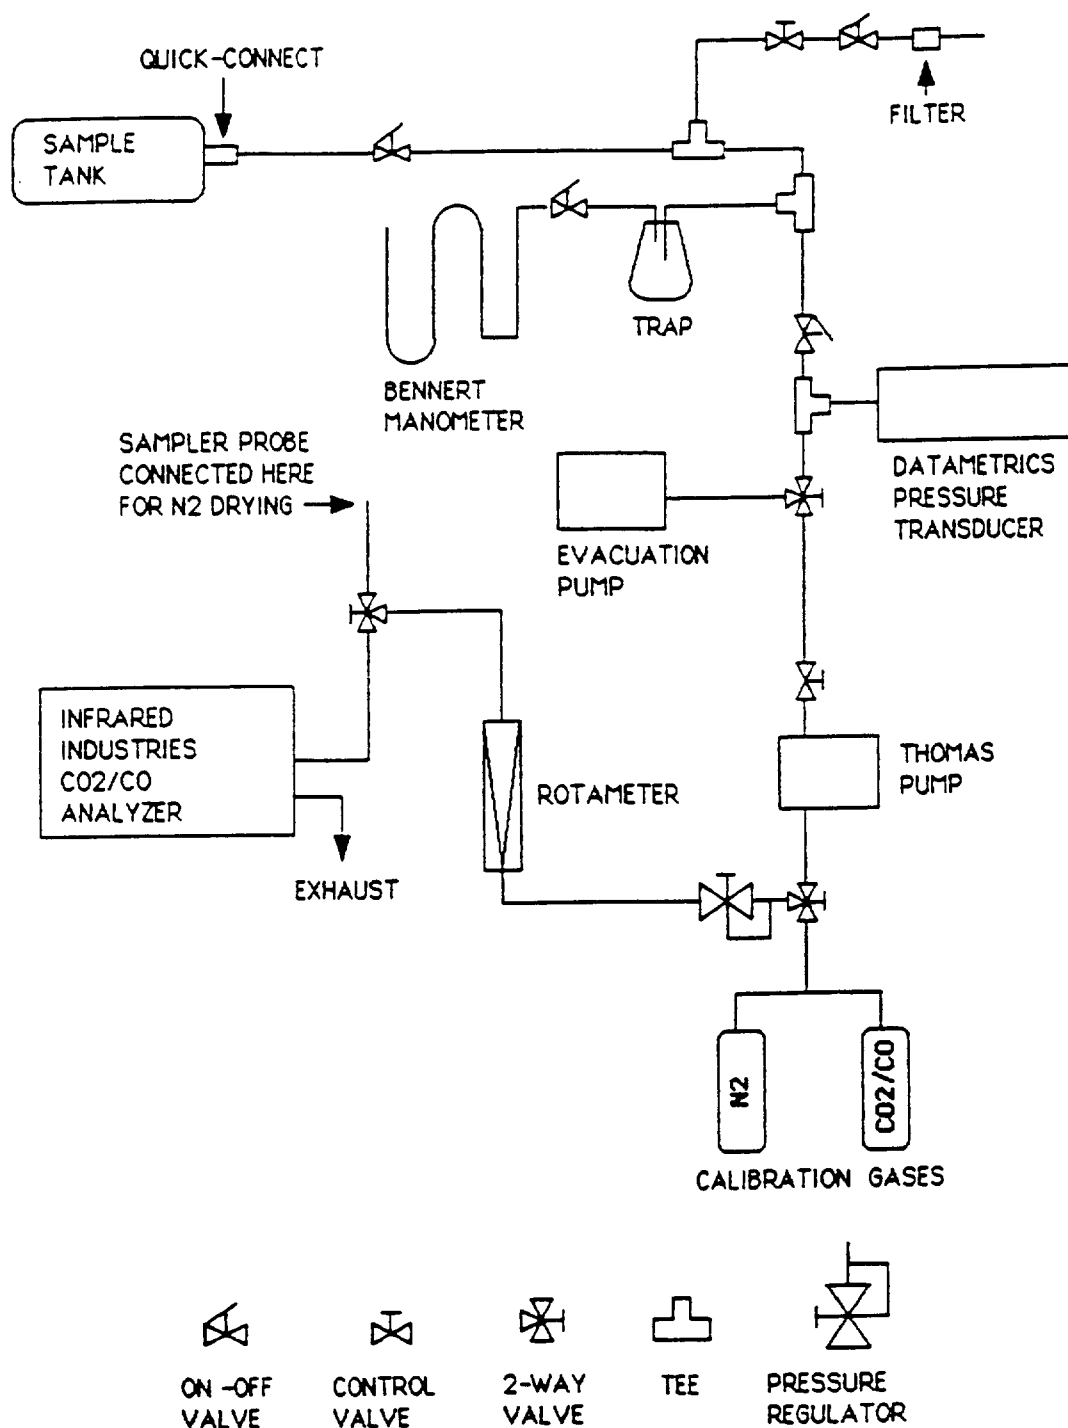 QUICK-CONNECT
FILTER
SAMPLE
TANK
TRAP
BENNERT
MANOMETER
SAMPLER PROBE
CONNECTED HERE
FOR N2 DRYING
DATAMETRICS
PRESSURE
TRANSDUCER
EVACUATION
PUMP
INFRARED
INDUSTRIES
CO2/CO
ANALYZER
ROTAMETER
THOMAS
PUMP
EXHAUST
N2
CO2/CO
CALIBRATION GASES
ON -OFF
VALVE
CONTROL
VALVE
2-WAY
VALVE
TEE
PRESSURE
REGULATOR